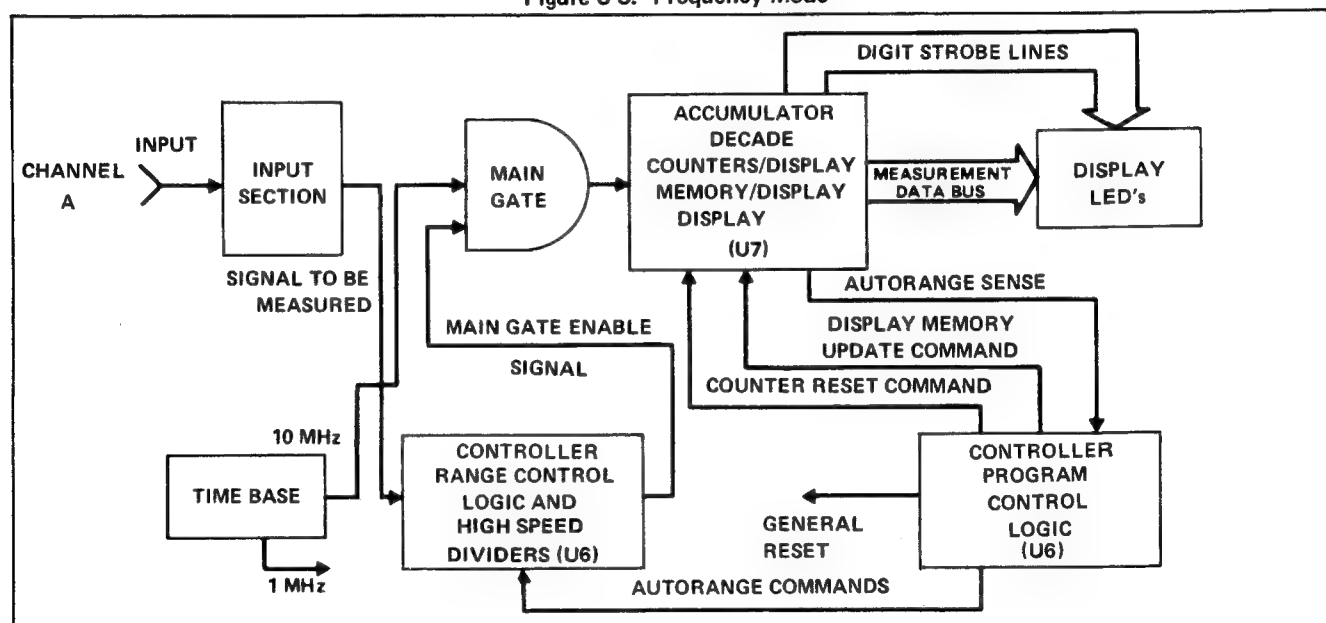 Figure 8-3. Frequency Mode
DIGIT STROBE LINES
ACCUMULATOR
DECADE
COUNTERS/DISPLAY
MEMORY/DISPLAY
DISPLAY
(U7)
CHANNEL
A
INPUT
INPUT
SECTION
MAIN
GATE
MEASUREMENT
DATA BUS
DISPLAY
LED's
SIGNAL TO BE
MEASURED
AUTORANGE SENSE
MAIN GATE ENABLE
SIGNAL
DISPLAY MEMORY
UPDATE COMMAND
COUNTER RESET COMMAND
10 MHz
TIME BASE
1 MHz
CONTROLLER
RANGE CONTROL
LOGIC AND
HIGH SPEED
DIVIDERS (U6)
GENERAL
RESET
CONTROLLER
PROGRAM
CONTROL
LOGIC
(U6)
AUTORANGE COMMANDS